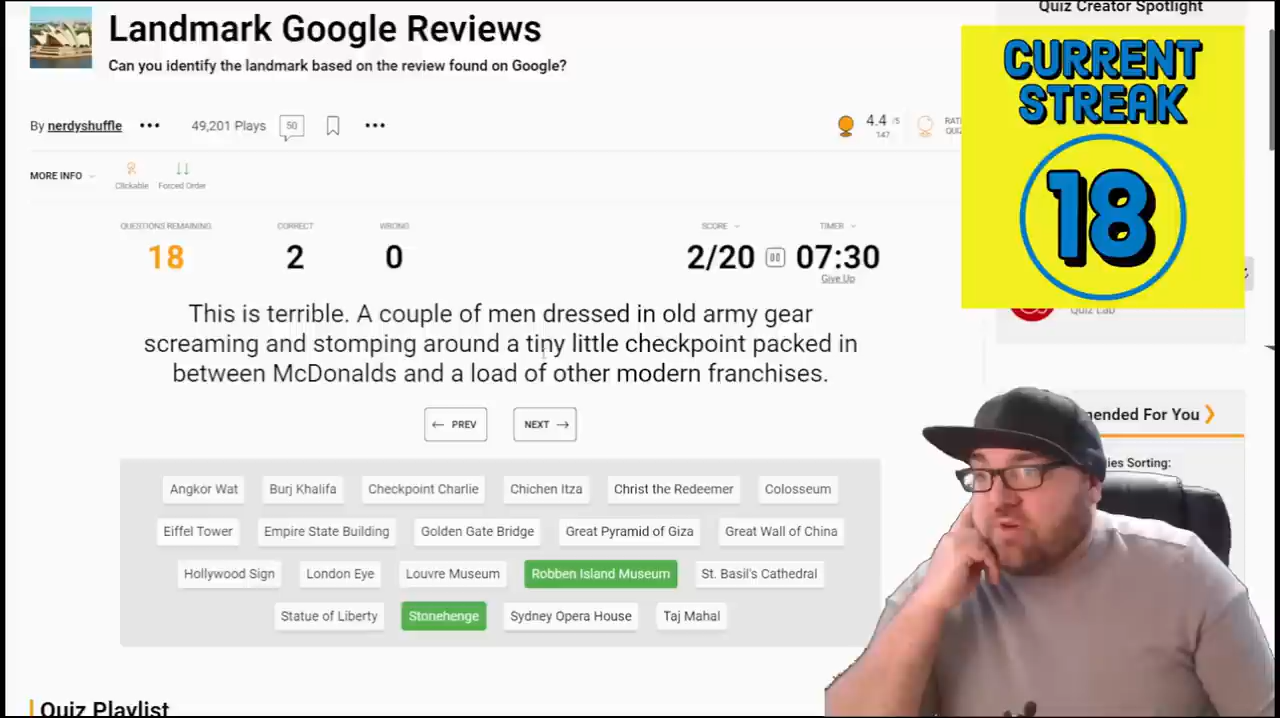 Landmark Google Reviews
Can you identify the landmark based on the review found on Google?
By nerdyshuffle
49,201 Plays
50
4.4 /5
147
MORE INFO
Clickable
Forced Order
QUESTIONS REMAINING
18
CORRECT
2
WRONG
0
SCORE
2/20
TIMER
07:30
Give Up
This is terrible. A couple of men dressed in old army gear
screaming and stomping around a tiny little checkpoint packed in
between McDonalds and a load of other modern franchises.
← PREV
NEXT →
Angkor Wat
Burj Khalifa
Checkpoint Charlie
Chichen Itza
Christ the Redeemer
Colosseum
Eiffel Tower
Empire State Building
Golden Gate Bridge
Great Pyramid of Giza
Great Wall of China
Hollywood Sign
London Eye
Louvre Museum
Robben Island Museum
St. Basil's Cathedral
Statue of Liberty
Stonehenge
Sydney Opera House
Taj Mahal
Quiz Playlist
Quiz Creator Spotlight
CURRENT
STREAK
18
Quiz Lab
For You
Sorting: